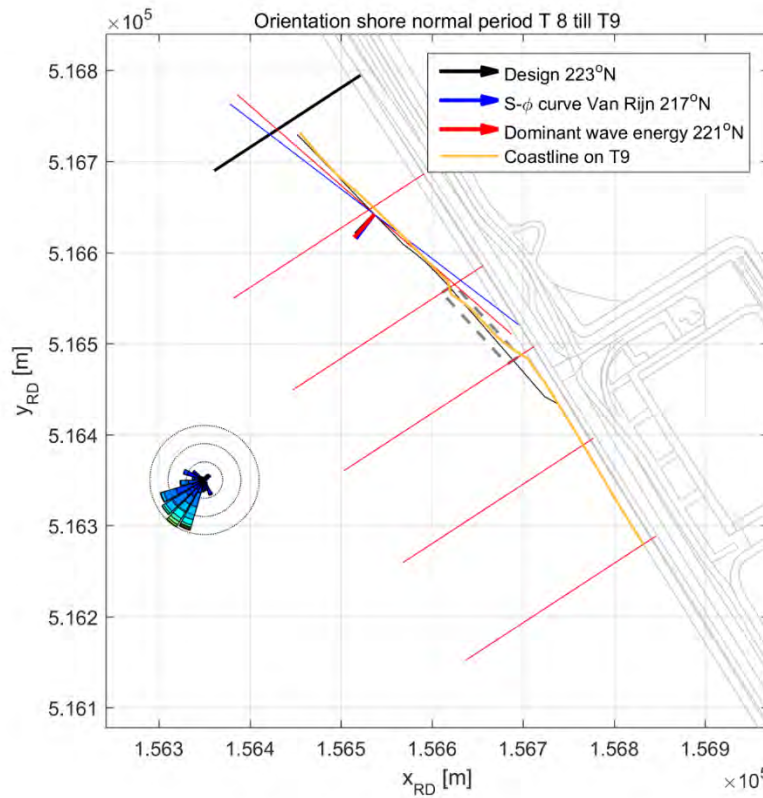 Orientation shore normal period T 8 till T9
×10⁵
Design 223°N
S-ϕ curve Van Rijn 217°N
Dominant wave energy 221°N
Coastline on T9
5.168
5.167
5.166
5.165
5.164
5.163
5.162
5.161
y_RD [m]
1.563 1.564 1.565 1.566 1.567 1.568 1.569
x_RD [m]
×10⁵